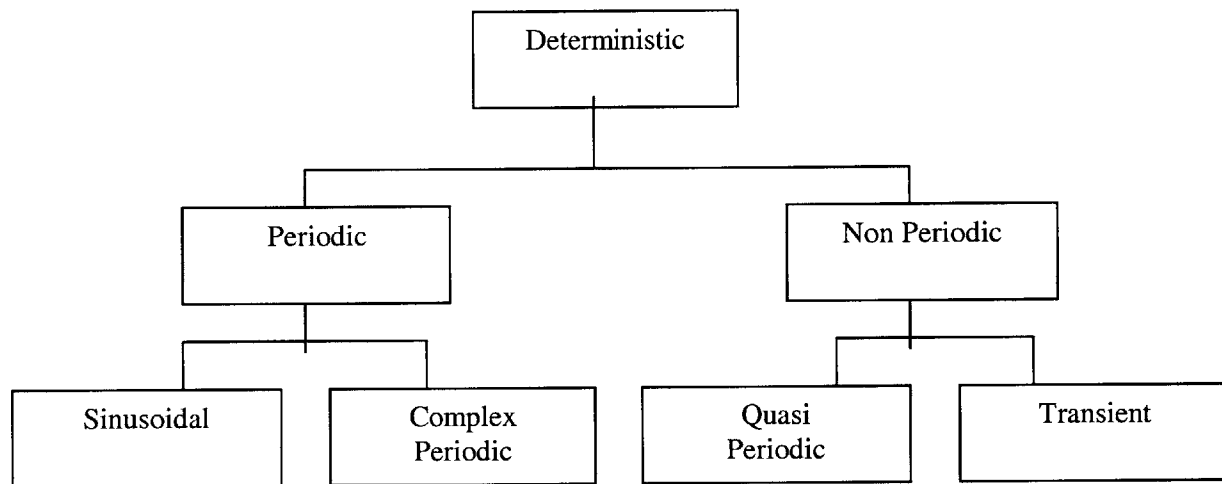 Deterministic
Periodic
Non Periodic
Sinusoidal
Complex
Periodic
Quasi
Periodic
Transient